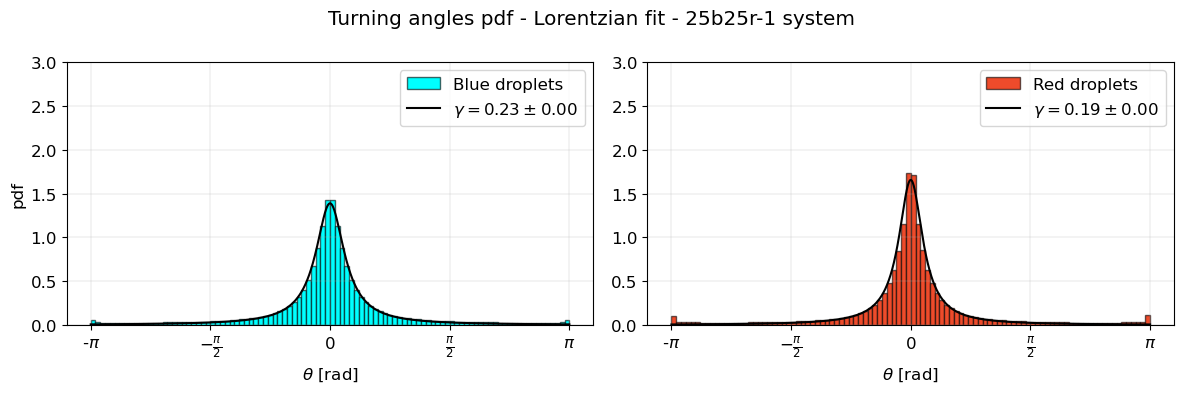 Turning angles pdf - Lorentzian fit - 25b25r-1 system
3.0
2.5
2.0
1.5
1.0
0.5
0.0
pdf
Blue droplets
γ = 0.23 ± 0.00
-π
−π/2
0
π/2
π
θ [rad]
3.0
2.5
2.0
1.5
1.0
0.5
0.0
Red droplets
γ = 0.19 ± 0.00
-π
−π/2
0
π/2
π
θ [rad]